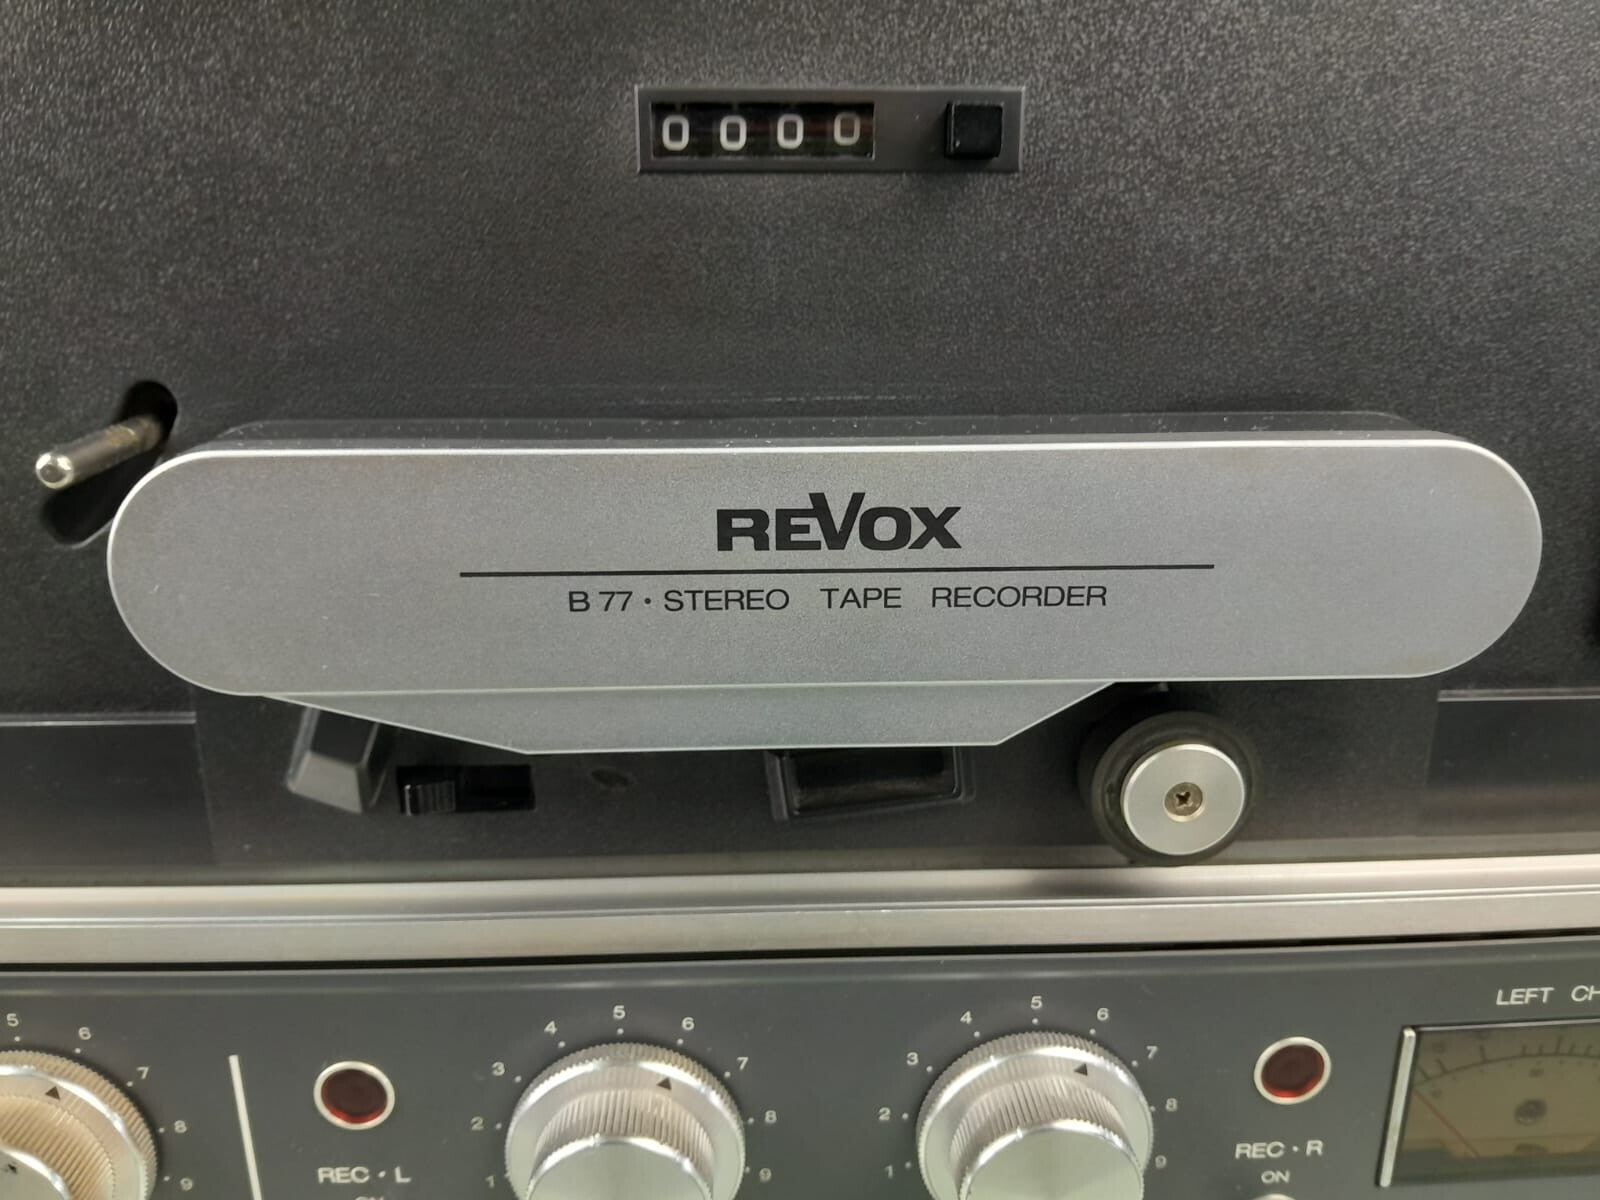 0000
REVOX
B 77 · STEREO TAPE RECORDER
LEFT
5 6 7 8 9
1 2 3 4 5 6 7 8 9
1 2 3 4 5 6 7 8 9
REC · L
REC · R
ON